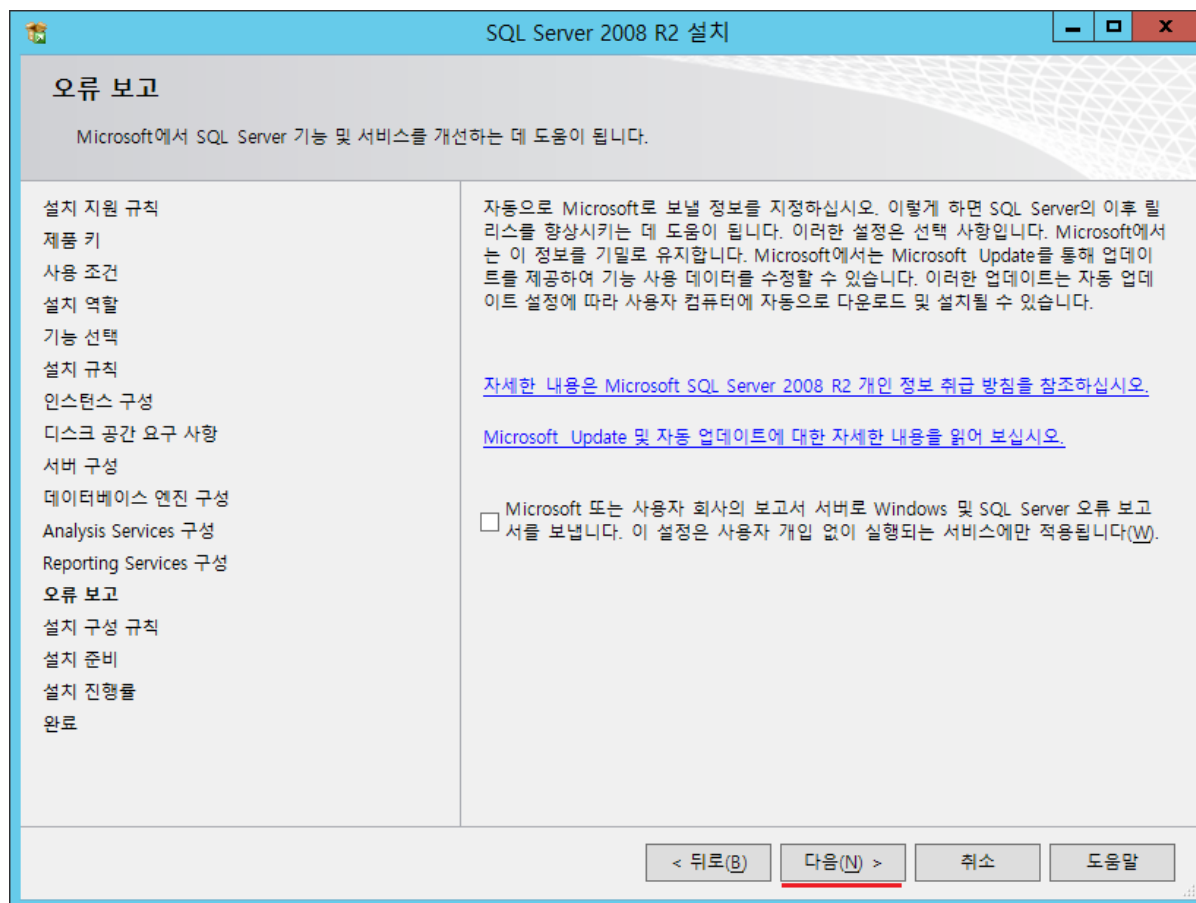 SQL Server 2008 R2 설치
오류 보고
Microsoft에서 SQL Server 기능 및 서비스를 개선하는 데 도움이 됩니다.
설치 지원 규칙
제품 키
사용 조건
설치 역할
기능 선택
설치 규칙
인스턴스 구성
디스크 공간 요구 사항
서버 구성
데이터베이스 엔진 구성
Analysis Services 구성
Reporting Services 구성
오류 보고
설치 구성 규칙
설치 준비
설치 진행률
완료
자동으로 Microsoft로 보낼 정보를 지정하십시오. 이렇게 하면 SQL Server의 이후 릴
리스를 향상시키는 데 도움이 됩니다. 이러한 설정은 선택 사항입니다. Microsoft에서
는 이 정보를 기밀로 유지합니다. Microsoft에서는 Microsoft Update를 통해 업데이
트를 제공하여 기능 사용 데이터를 수정할 수 있습니다. 이러한 업데이트는 자동 업데
이트 설정에 따라 사용자 컴퓨터에 자동으로 다운로드 및 설치될 수 있습니다.
자세한 내용은 Microsoft SQL Server 2008 R2 개인 정보 취급 방침을 참조하십시오.
Microsoft Update 및 자동 업데이트에 대한 자세한 내용을 읽어 보십시오.
Microsoft 또는 사용자 회사의 보고서 서버로 Windows 및 SQL Server 오류 보고
서를 보냅니다. 이 설정은 사용자 개입 없이 실행되는 서비스에만 적용됩니다(W).
< 뒤로(B)
다음(N) >
취소
도움말